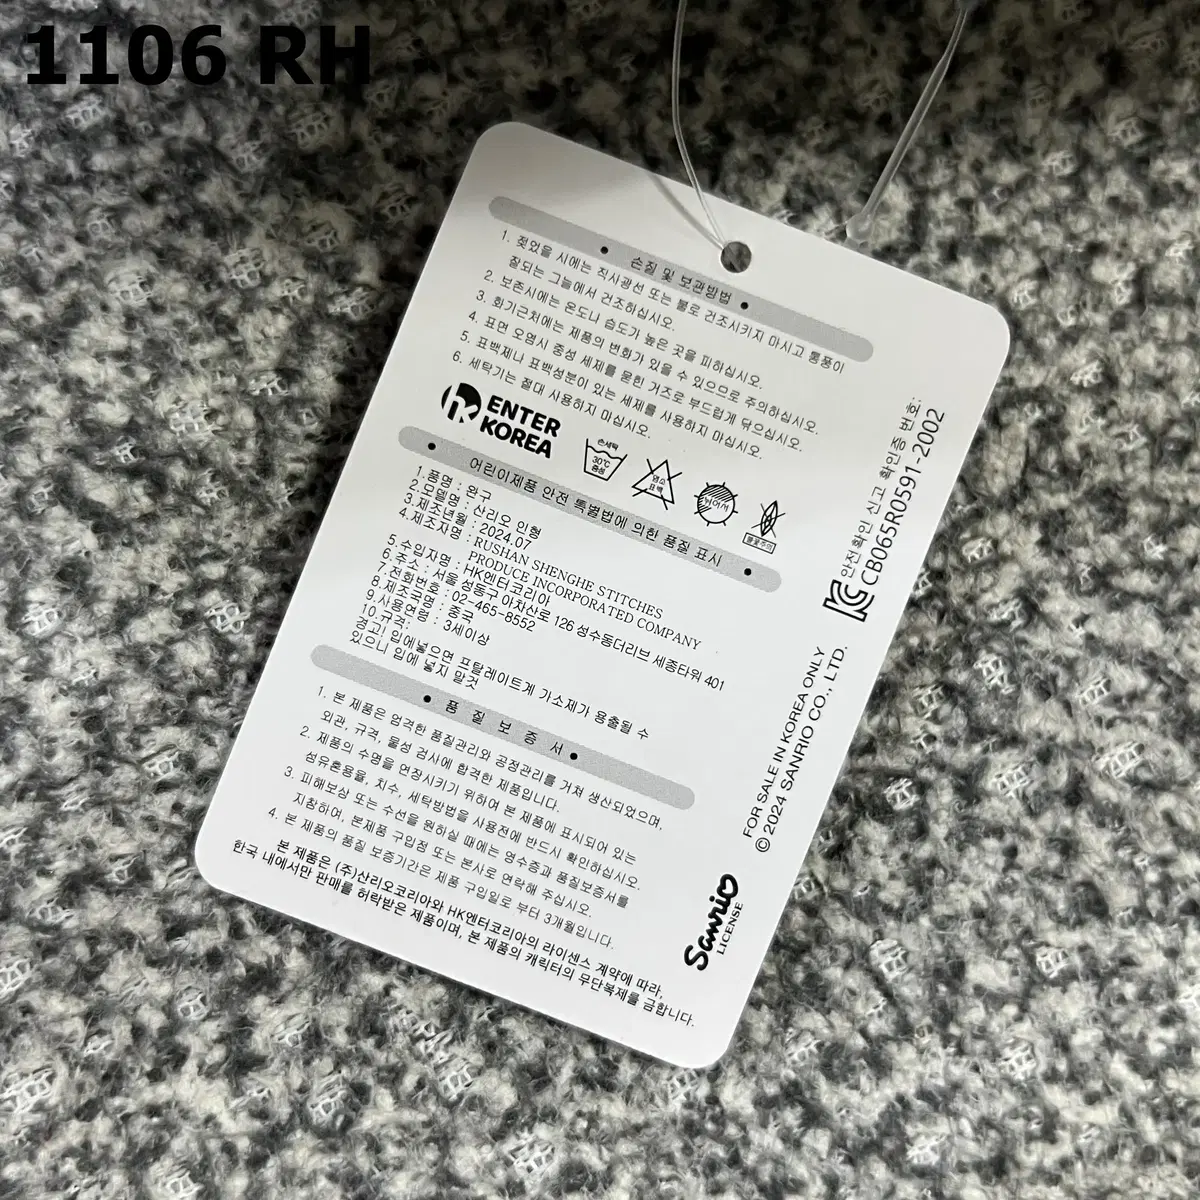 1106 RH
손질 및 보관방법
1. 젖었을 시에는 직사광선 또는 불로 건조시키지 마시고 통풍이
잘되는 그늘에서 건조하십시오.
2. 보존시에는 온도나 습도가 높은 곳을 피하십시오.
3. 화기근처에는 제품의 변화가 있을 수 있으므로 주의하십시오.
4. 표면 오염시 중성 세제를 묻힌 거즈로 부드럽게 닦으십시오.
5. 표백제나 표백성분이 있는 세제를 사용하지 마십시오.
6. 세탁기는 절대 사용하지 마십시오.
ENTER
KOREA
손세탁
30℃
중성
염소
표백
뉘어서
불꽃주의
어린이제품 안전 특별법에 의한 품질 표시
1.품명 : 완구
2.모델명 : 산리오 인형
3.제조년월 : 2024.07
4.제조자명 : RUSHAN SHENGHE STITCHES
PRODUCE INCORPORATED COMPANY
5.수입자명 : HK엔터코리아
6.주소 : 서울 성동구 아차산로 126 성수동더리브 세종타워 401
7.전화번호 : 02-465-8552
8.제조국명 : 중국
9.사용연령 : 3세이상
10.규격:
경고! 입에넣으면 프탈레이트계 가소제가 용출될 수
있으니 입에 넣지 말것
품 질 보 증 서
1. 본 제품은 엄격한 품질관리와 공정관리를 거쳐 생산되었으며,
외관, 규격, 물성 검사에 합격한 제품입니다.
2. 제품의 수명을 연장시키기 위하여 본 제품에 표시되어 있는
섬유혼용율, 치수, 세탁방법을 사용전에 반드시 확인하십시오.
3. 피해보상 또는 수선을 원하실 때에는 영수증과 품질보증서를
지참하여, 본제품 구입점 또는 본사로 연락해 주십시오.
4. 본 제품의 품질 보증기간은 제품 구입일로 부터 3개월입니다.
본 제품은 (주)산리오코리아와 HK엔터코리아의 라이센스 계약에 따라,
한국 내에서만 판매를 허락받은 제품이며, 본 제품의 캐릭터의 무단복제를 금합니다.
안전확인 신고 확인증 번호:
CB065R0591-2002
FOR SALE IN KOREA ONLY
© 2024 SANRIO CO., LTD.
Sanrio
LICENSE